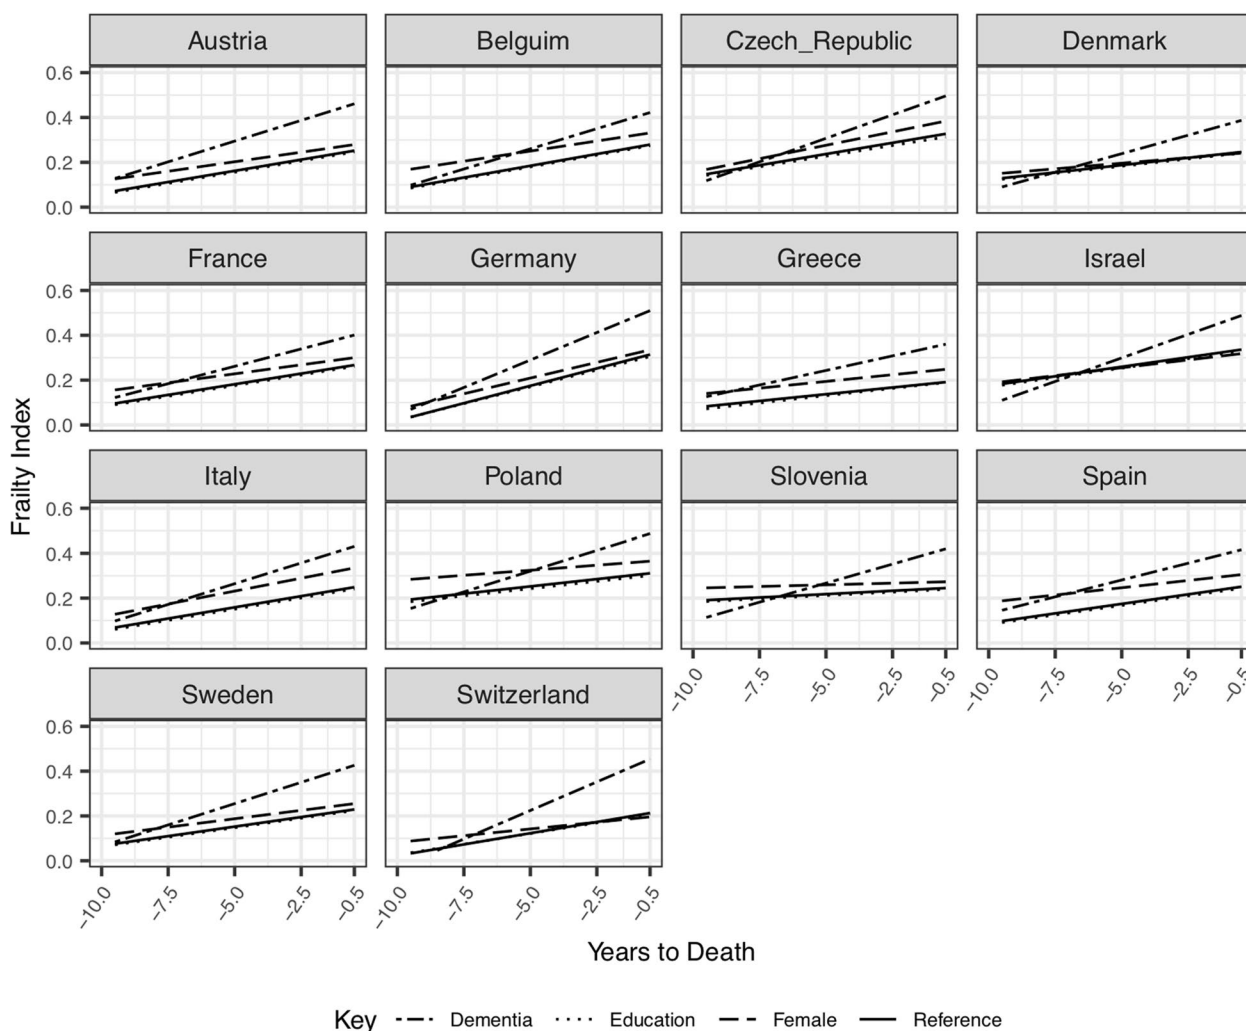 Austria Belguim Czech_Republic Denmark
0.6
0.4
0.2
0.0
France Germany Greece Israel
0.6
0.4
0.2
0.0
Frailty Index
Italy Poland Slovenia Spain
0.6
0.4
0.2
0.0
−10.0 −7.5 −5.0 −2.5 −0.5 −10.0 −7.5 −5.0 −2.5 −0.5
Sweden Switzerland
0.6
0.4
0.2
0.0
−10.0 −7.5 −5.0 −2.5 −0.5 −10.0 −7.5 −5.0 −2.5 −0.5
Years to Death
Key Dementia Education Female Reference